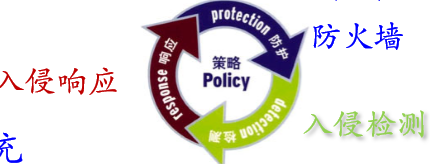 protection 防护
防火墙
策略
Policy
response 响应
入侵响应
detection 检测
入侵检测
充